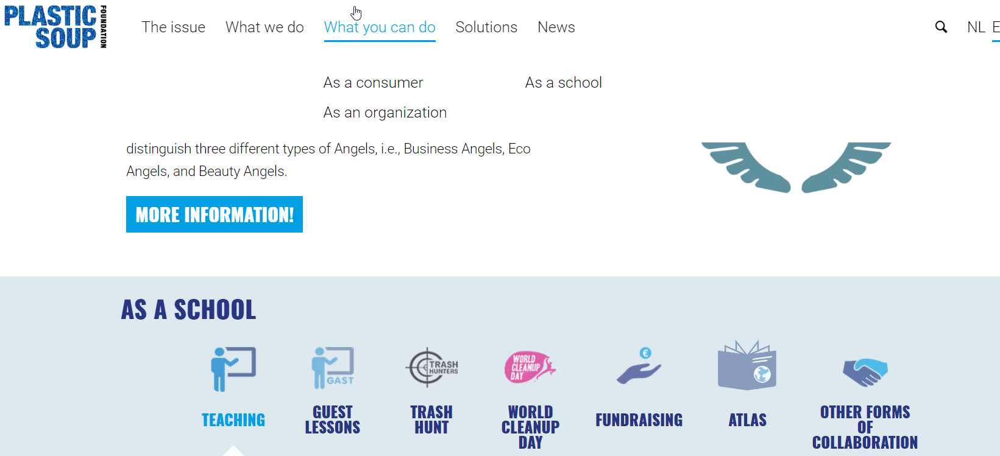 PLASTIC
SOUP
FOUNDATION
The issue
What we do
What you can do
Solutions
News
NL
E
As a consumer
As a school
As an organization
distinguish three different types of Angels, i.e., Business Angels, Eco
Angels, and Beauty Angels.
MORE INFORMATION!
AS A SCHOOL
GAST
TRASH
HUNTERS
WORLD
CLEANUP
DAY
€
TEACHING
GUEST
LESSONS
TRASH
HUNT
WORLD
CLEANUP
DAY
FUNDRAISING
ATLAS
OTHER FORMS
OF
COLLABORATION